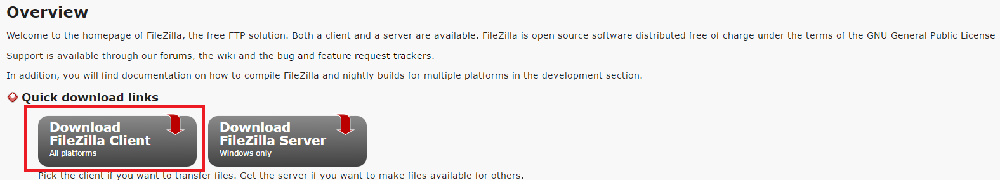 Overview
Welcome to the homepage of FileZilla, the free FTP solution. Both a client and a server are available. FileZilla is open source software distributed free of charge under the terms of the GNU General Public License
Support is available through our forums, the wiki and the bug and feature request trackers.
In addition, you will find documentation on how to compile FileZilla and nightly builds for multiple platforms in the development section.
Quick download links
Download
FileZilla Client
All platforms
Download
FileZilla Server
Windows only
Pick the client if you want to transfer files. Get the server if you want to make files available for others.